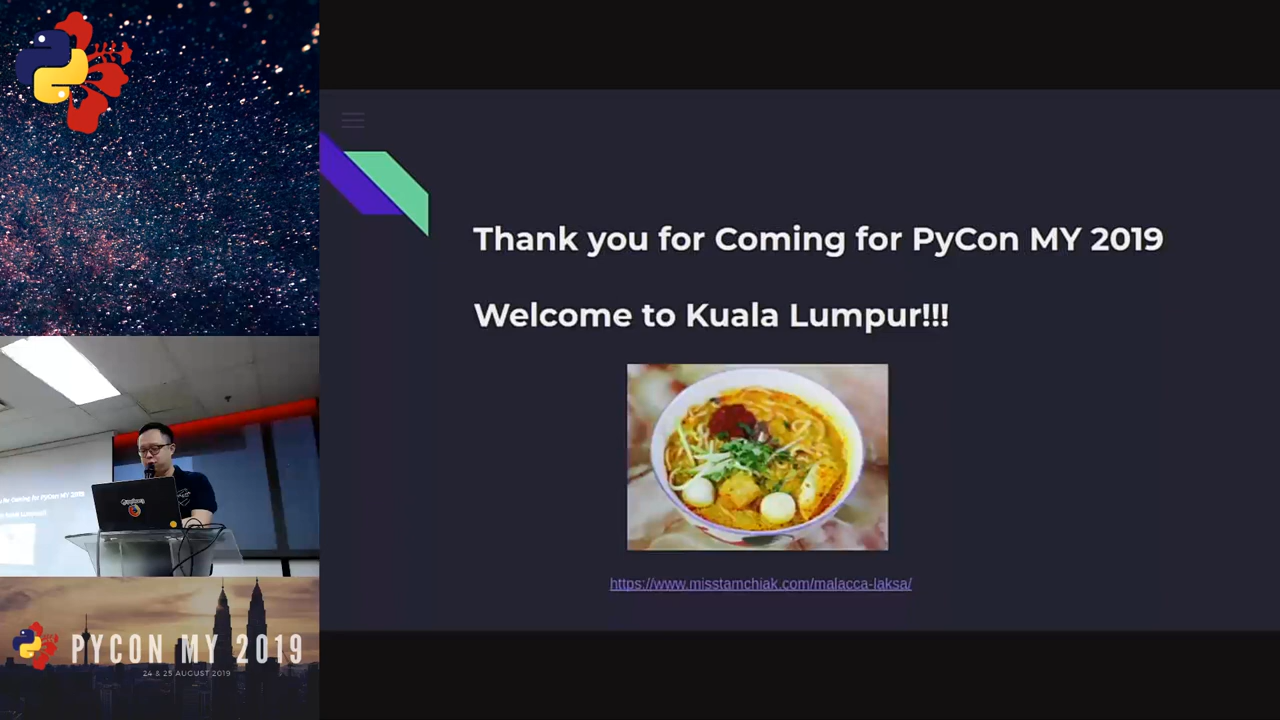 Thank you for Coming for PyCon MY 2019
Welcome to Kuala Lumpur!!!
https://www.misstamchiak.com/malacca-laksa/
PYCON MY 2019
24 & 25 AUGUST 2019